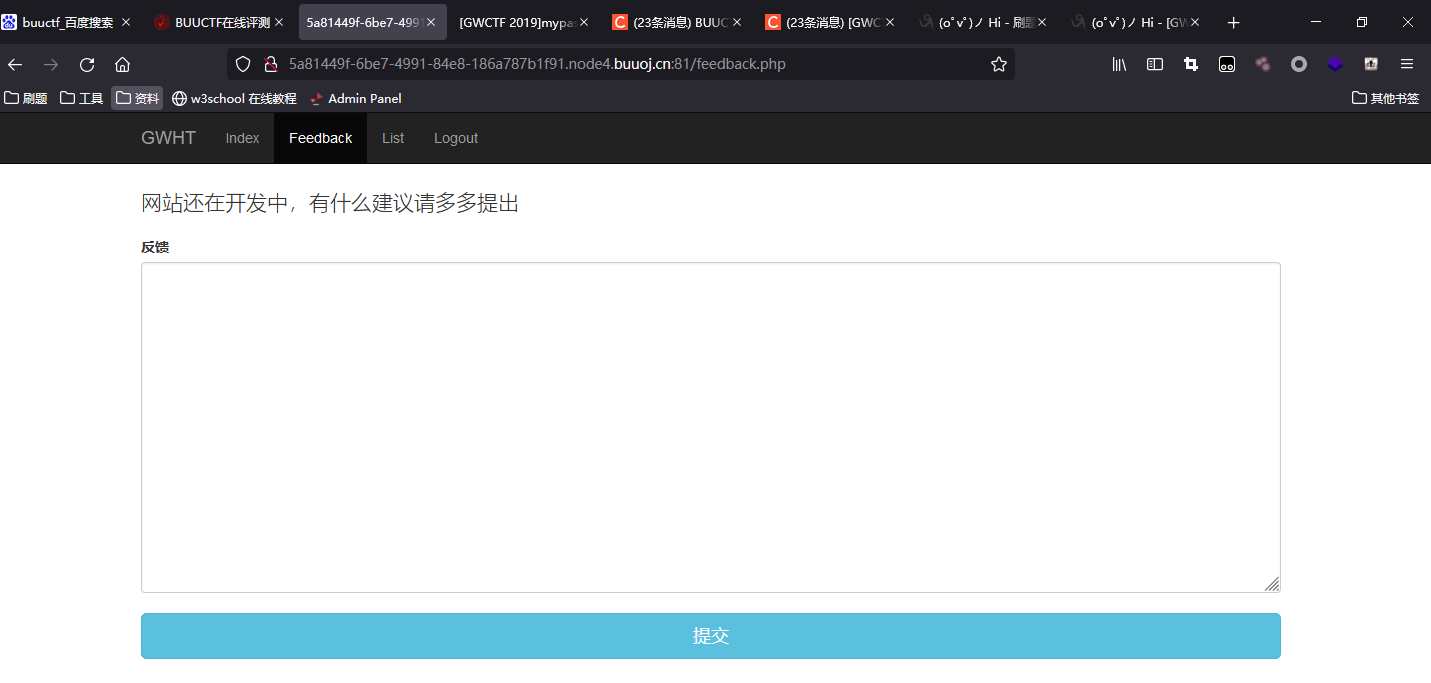 buuctf_百度搜索
BUUCTF在线评测
5a81449f-6be7-4991
[GWCTF 2019]mypa
(23条消息) BUUC
(23条消息) [GWC
Hi - 刷题
Hi - [GW
5a81449f-6be7-4991-84e8-186a787b1f91.node4.buuoj.cn:81/feedback.php
刷题 工具 资料 w3school 在线教程 Admin Panel 其他书签
GWHT Index Feedback List Logout
网站还在开发中，有什么建议请多多提出
反馈
提交